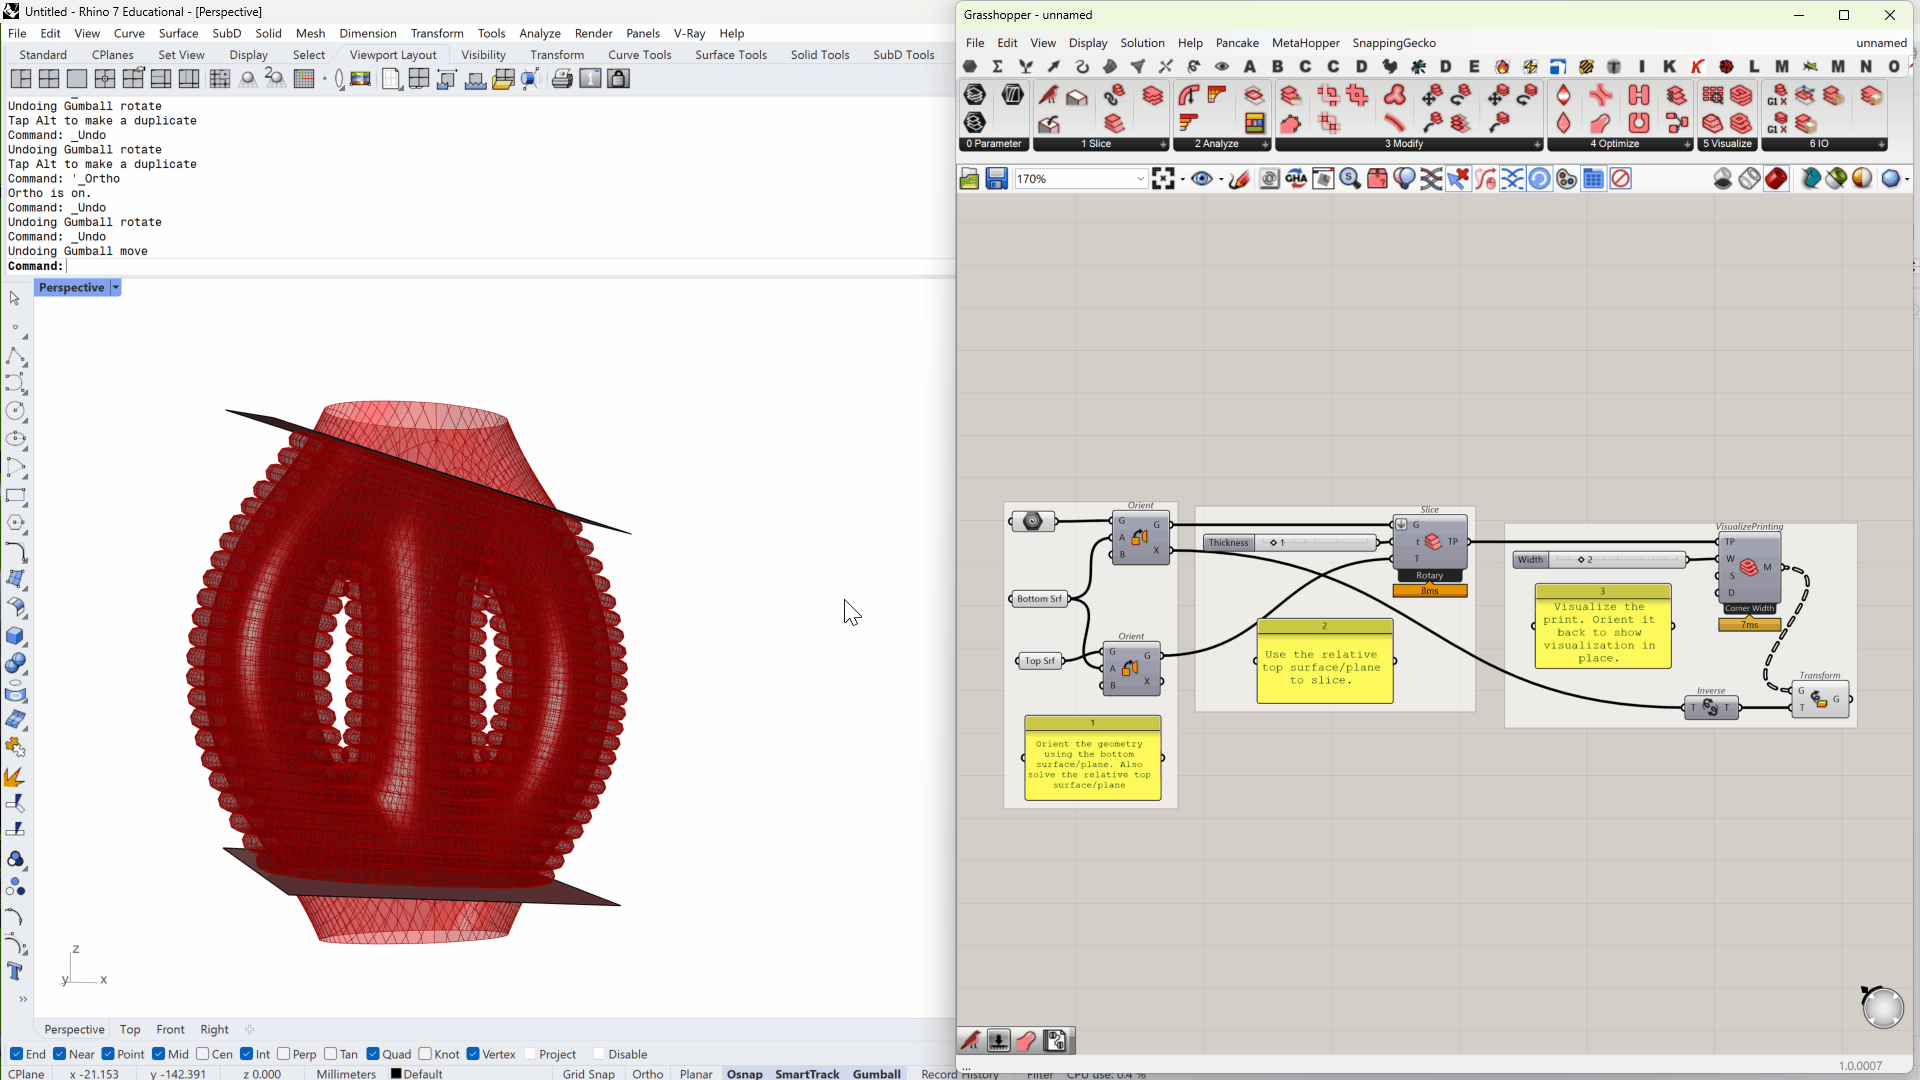 Untitled - Rhino 7 Educational - [Perspective]
File Edit View Curve Surface SubD Solid Mesh Dimension Transform Tools Analyze Render Panels V-Ray Help
Standard CPlanes Set View Display Select Viewport Layout Visibility Transform Curve Tools Surface Tools Solid Tools SubD Tools
Undoing Gumball rotate
Tap Alt to make a duplicate
Command: _Undo
Undoing Gumball rotate
Tap Alt to make a duplicate
Command: '_Ortho
Ortho is on.
Command: _Undo
Undoing Gumball rotate
Command: _Undo
Undoing Gumball move
Command:
Perspective
z
y x
Perspective Top Front Right
End Near Point Mid Cen Int Perp Tan Quad Knot Vertex Project Disable
CPlane x -21.153 y -142.391 z 0.000 Millimeters Default Grid Snap Ortho Planar Osnap SmartTrack Gumball Record History Filter CPU use: 0.4 %
Grasshopper - unnamed
File Edit View Display Solution Help Pancake MetaHopper SnappingGecko unnamed
A B C C D D E I K K L M M N O
0 Parameter 1 Slice 2 Analyze 3 Modify 4 Optimize 5 Visualize 6 IO
170%
GHA
Orient
G A B G X
Bottom Srf
Top Srf
Orient
G A B G X
1
Orient the geometry
using the bottom
surface/plane. Also
solve the relative top
surface/plane
Thickness 1
Slice
G t T TP
Rotary
8ms
2
Use the relative
top surface/plane
to slice.
Width 2
VisualizePrinting
TP W S D M
Corner Width
7ms
3
Visualize the
print. Orient it
back to show
visualization in
place.
Inverse
T T
Transform
G T G
...
1.0.0007